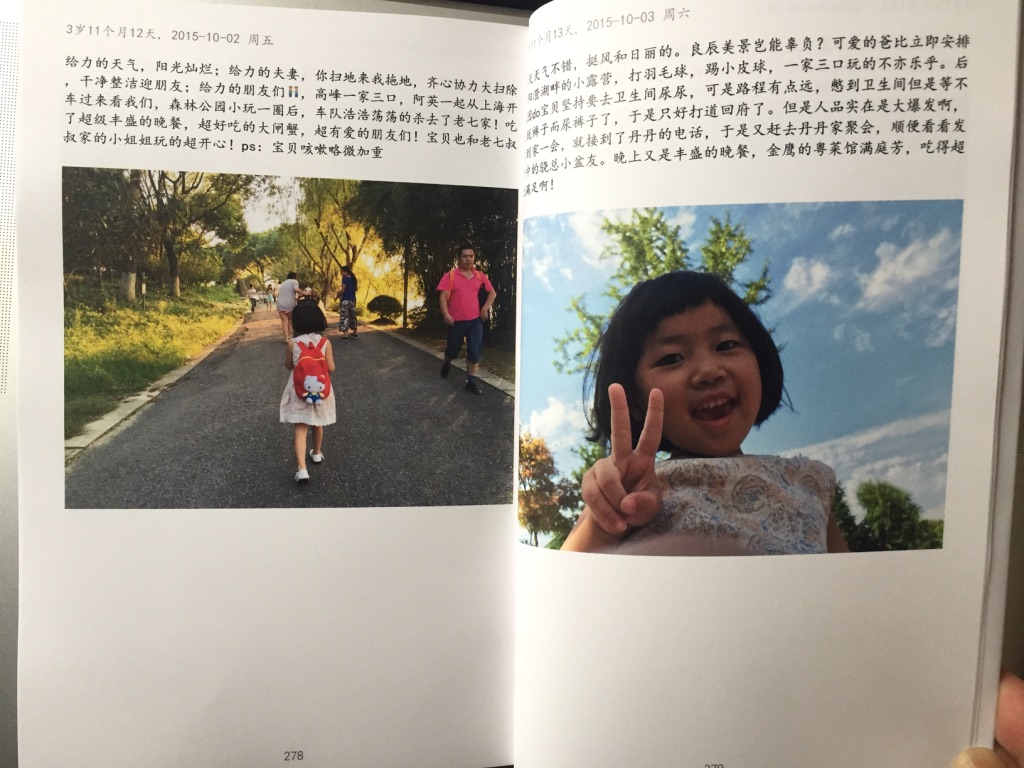 3岁11个月12天, 2015-10-02 周五
给力的天气, 阳光灿烂; 给力的夫妻, 你扫地来我拖地, 齐心协力大扫除
, 干净整洁迎朋友; 给力的朋友们👬, 高峰一家三口, 阿英一起从上海开
车过来看我们, 森林公园小玩一圈后, 车队浩浩荡荡的杀去了老七家! 吃
了超级丰盛的晚餐, 超好吃的大闸蟹, 超有爱的朋友们! 宝贝也和老七叔
叔家的小姐姐玩的超开心! ps: 宝贝咳嗽略微加重
278
11个月13天, 2015-10-03 周六
天天气不错, 挺风和日丽的。良辰美景岂能辜负? 可爱的爸比立即安排
湖畔的小露营, 打羽毛球, 踢小皮球, 一家三口玩的不亦乐乎。后
因do宝贝坚持要去卫生间尿尿, 可是路程有点远, 憋到卫生间但是等不
裤子而尿裤子了, 于是只好打道回府了。但是人品实在是大爆发啊,
到家一会, 就接到了丹丹的电话, 于是又赶去丹丹家聚会, 顺便看看发
中的骁总小盆友。晚上又是丰盛的晚餐, 金鹰的粤菜馆满庭芳, 吃得超
满足啊!